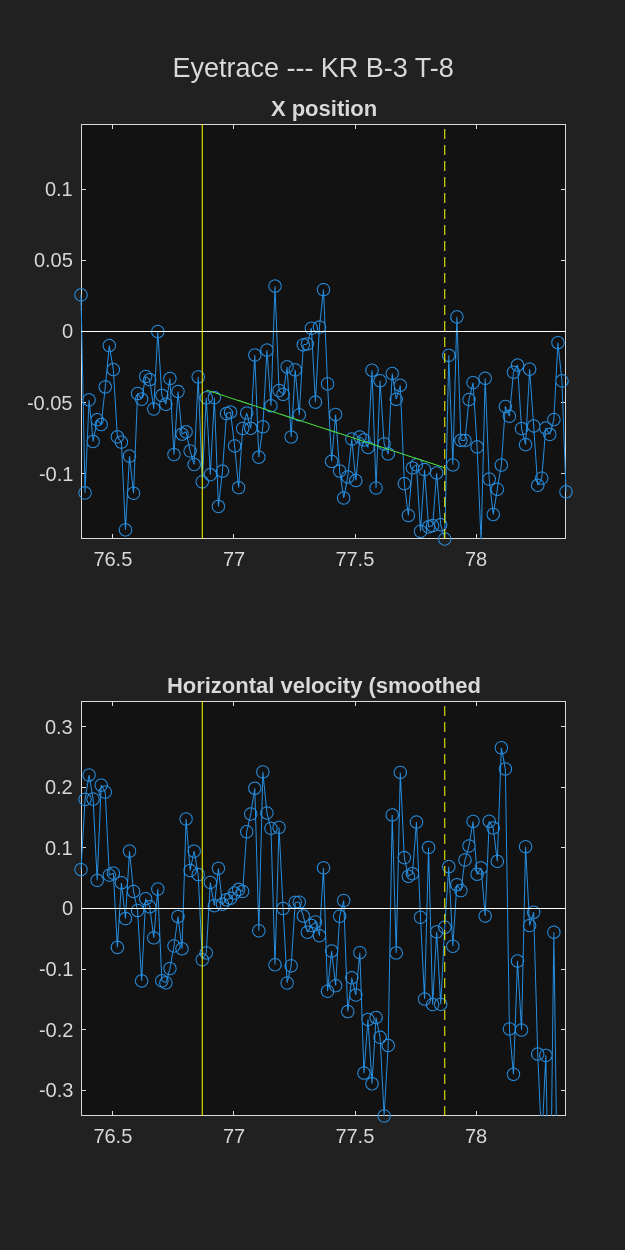 Eyetrace --- KR B-3 T-8
X position
0.1
0.05
0
-0.05
-0.1
76.5 77 77.5 78
Horizontal velocity (smoothed
0.3
0.2
0.1
0
-0.1
-0.2
-0.3
76.5 77 77.5 78